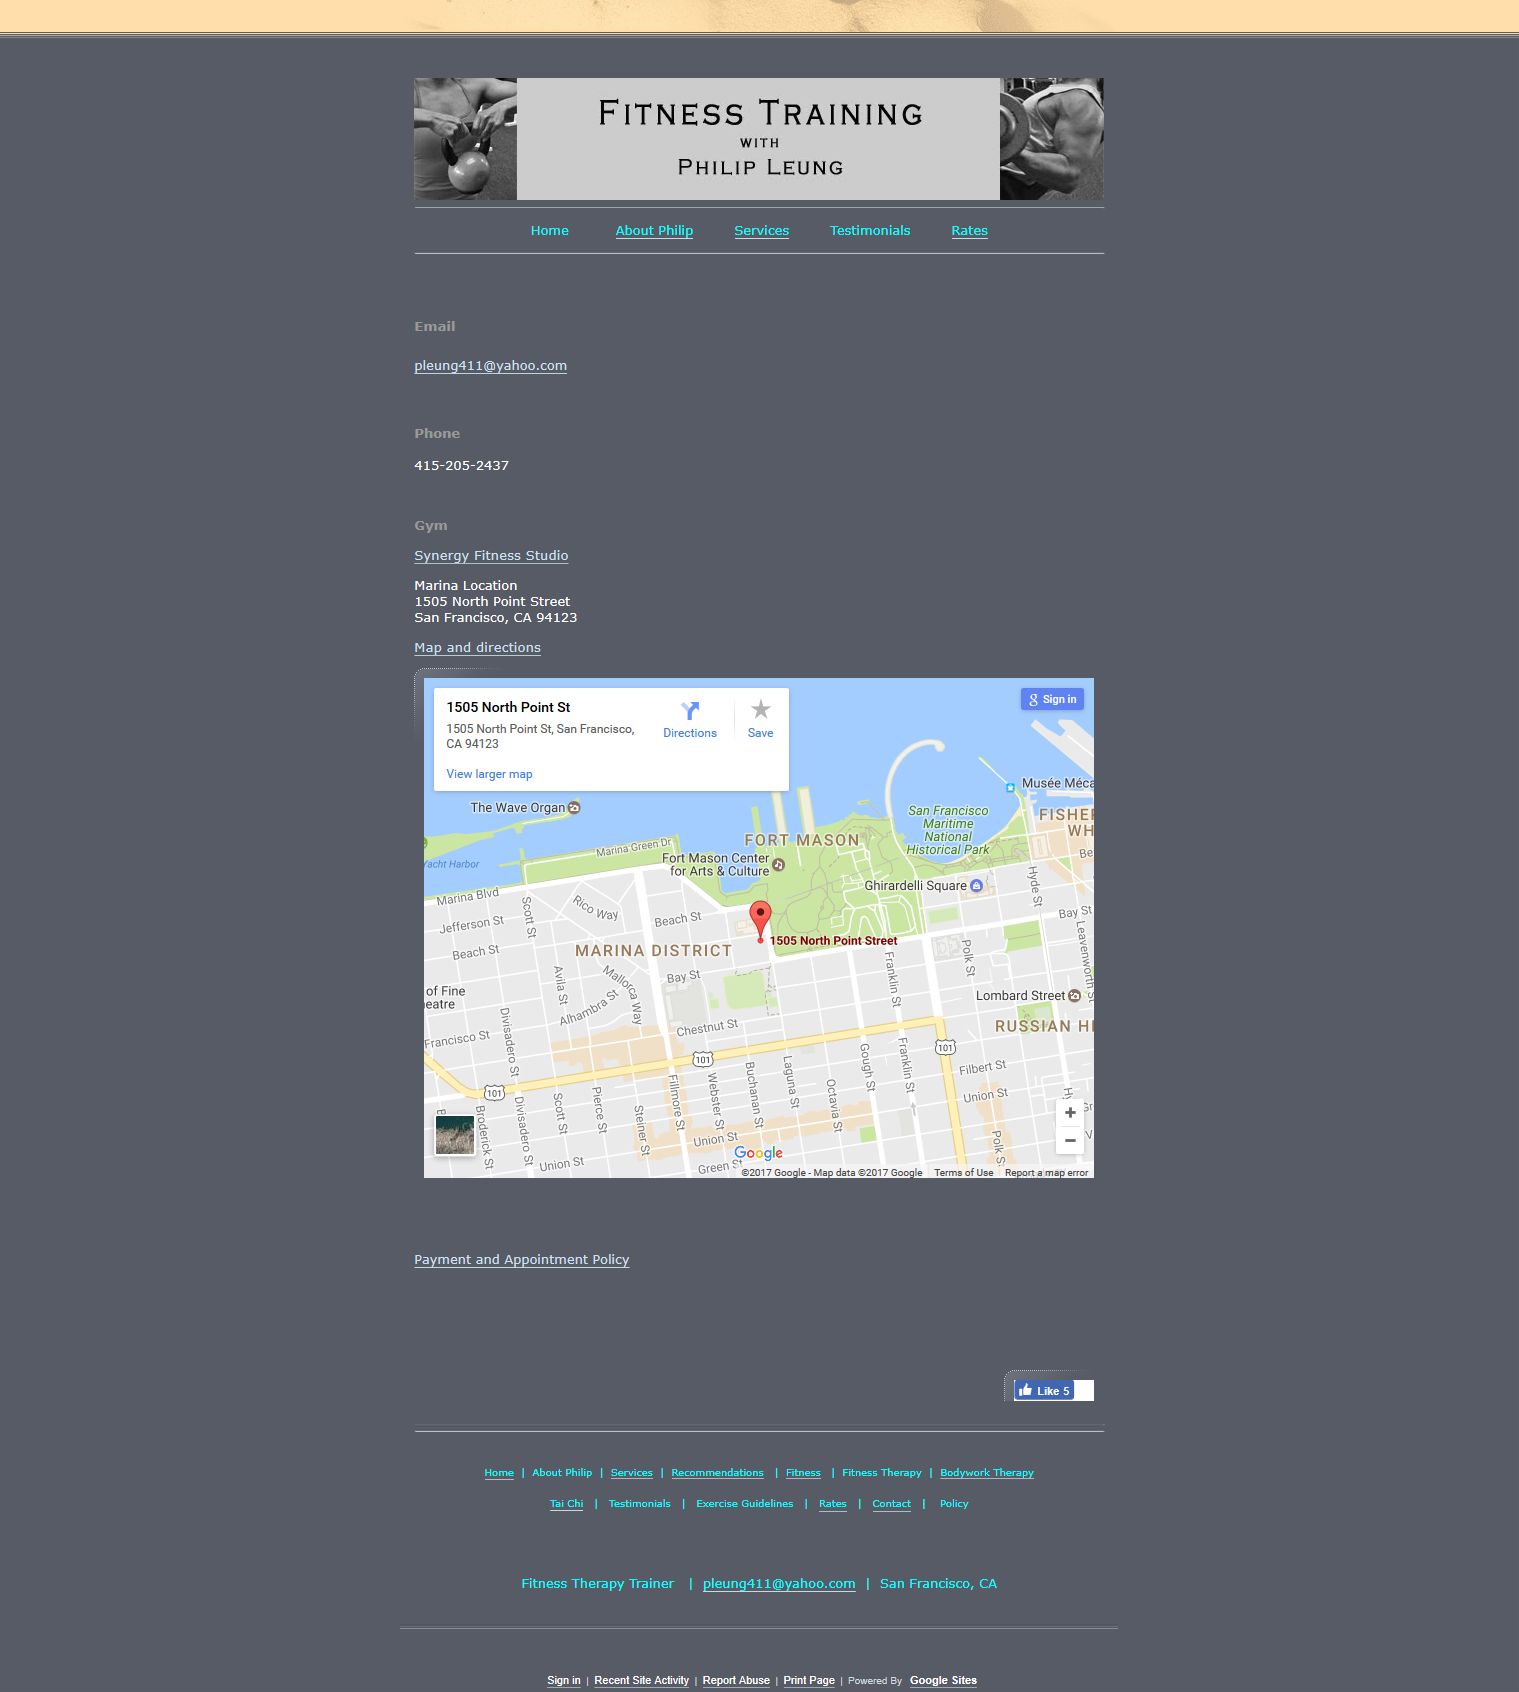 FITNESS TRAINING
WITH
PHILIP LEUNG
Home About Philip Services Testimonials Rates
Email
pleung411@yahoo.com
Phone
415-205-2437
Gym
Synergy Fitness Studio
Marina Location
1505 North Point Street
San Francisco, CA 94123
Map and directions
1505 North Point St
1505 North Point St, San Francisco,
CA 94123
Directions
Save
View larger map
Sign in
Musée Méca
The Wave Organ
San Francisco
Maritime
National
Historical Park
FISHER
WH
FORT MASON
Marina Green Dr
Be
Fort Mason Center
for Arts & Culture
Yacht Harbor
Ghirardelli Square
Hyde St
Marina Blvd
Scott St
Rico Way
Beach St
Bay St
Jefferson St
1505 North Point Street
Leavenworth St
MARINA DISTRICT
Beach St
Polk St
Franklin St
Bay St
Avila St
Mallorca Way
of Fine
eatre
Alhambra St
Lombard Street
Divisadero St
Chestnut St
RUSSIAN HI
Francisco St
101
101
Gough St
Franklin St
Laguna St
Buchanan St
Webster St
Fillmore St
Octavia St
Filbert St
101
Union St
Scott St
Pierce St
Steiner St
Divisadero St
Broderick St
Hy
Gr
V
Union St
Polk S
Google
Union St
Green St
©2017 Google - Map data ©2017 Google Terms of Use Report a map error
Payment and Appointment Policy
Like 5
Home | About Philip | Services | Recommendations | Fitness | Fitness Therapy | Bodywork Therapy
Tai Chi | Testimonials | Exercise Guidelines | Rates | Contact | Policy
Fitness Therapy Trainer | pleung411@yahoo.com | San Francisco, CA
Sign in | Recent Site Activity | Report Abuse | Print Page | Powered By Google Sites